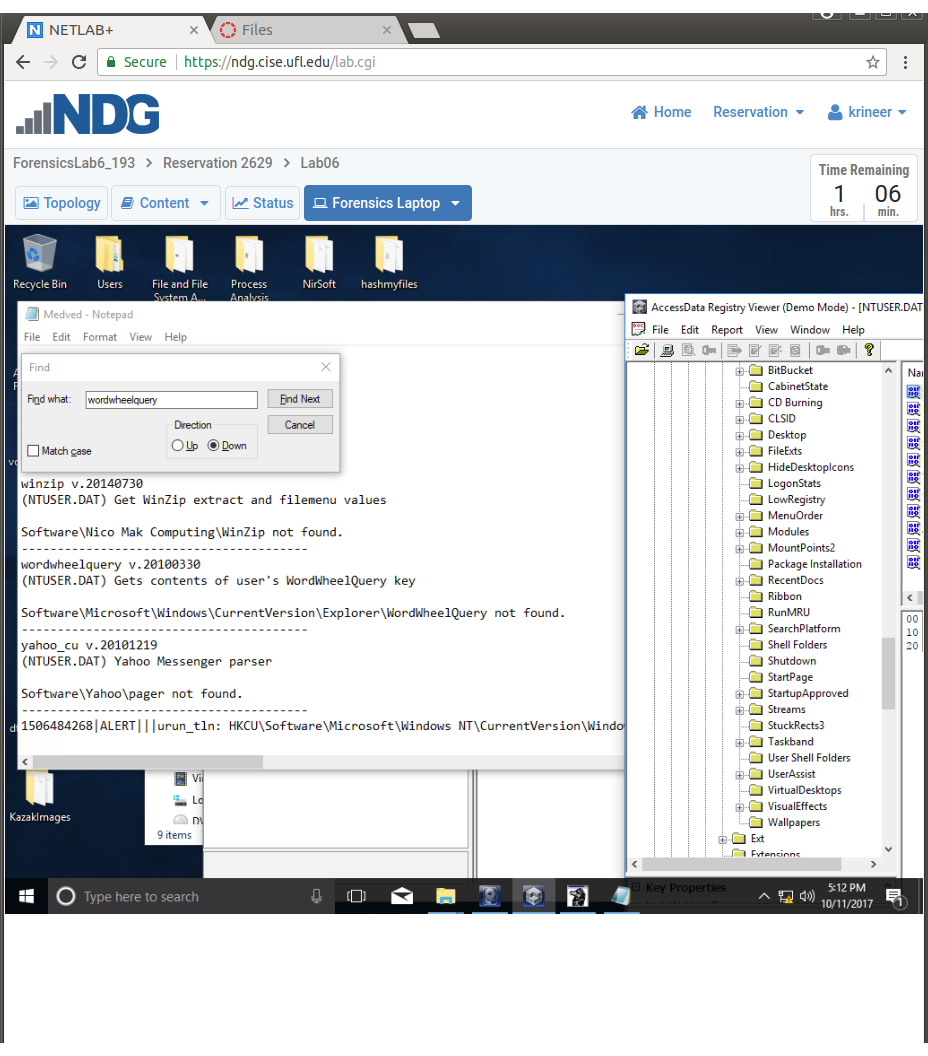 NETLAB+
Files
Secure
https://ndg.cise.ufl.edu/lab.cgi
NDG
Home
Reservation
krineer
ForensicsLab6_193 > Reservation 2629 > Lab06
Time Remaining
1 06
hrs. min.
Topology
Content
Status
Forensics Laptop
Recycle Bin
Users
File and File
System A...
Process
Analysis
NirSoft
hashmyfiles
Medved - Notepad
File Edit Format View Help
Find
Find what:
wordwheelquery
Find Next
Cancel
Direction
Up
Down
Match case
winzip v.20140730
(NTUSER.DAT) Get WinZip extract and filemenu values
Software\Nico Mak Computing\WinZip not found.
----------------------------------------
wordwheelquery v.20100330
(NTUSER.DAT) Gets contents of user's WordWheelQuery key
Software\Microsoft\Windows\CurrentVersion\Explorer\WordWheelQuery not found.
----------------------------------------
yahoo_cu v.20101219
(NTUSER.DAT) Yahoo Messenger parser
Software\Yahoo\pager not found.
----------------------------------------
1506484268|ALERT|||urun_tln: HKCU\Software\Microsoft\Windows NT\CurrentVersion\Windo
AccessData Registry Viewer (Demo Mode) - [NTUSER.DAT
File Edit Report View Window Help
BitBucket
CabinetState
CD Burning
CLSID
Desktop
FileExts
HideDesktopIcons
LogonStats
LowRegistry
MenuOrder
Modules
MountPoints2
Package Installation
RecentDocs
Ribbon
RunMRU
SearchPlatform
Shell Folders
Shutdown
StartPage
StartupApproved
Streams
StuckRects3
Taskband
User Shell Folders
UserAssist
VirtualDesktops
VisualEffects
Wallpapers
Ext
Extensions
Na
00
10
20
KazakImages
Vi
Lo
DV
9 items
Key Properties
Type here to search
5:12 PM
10/11/2017
1